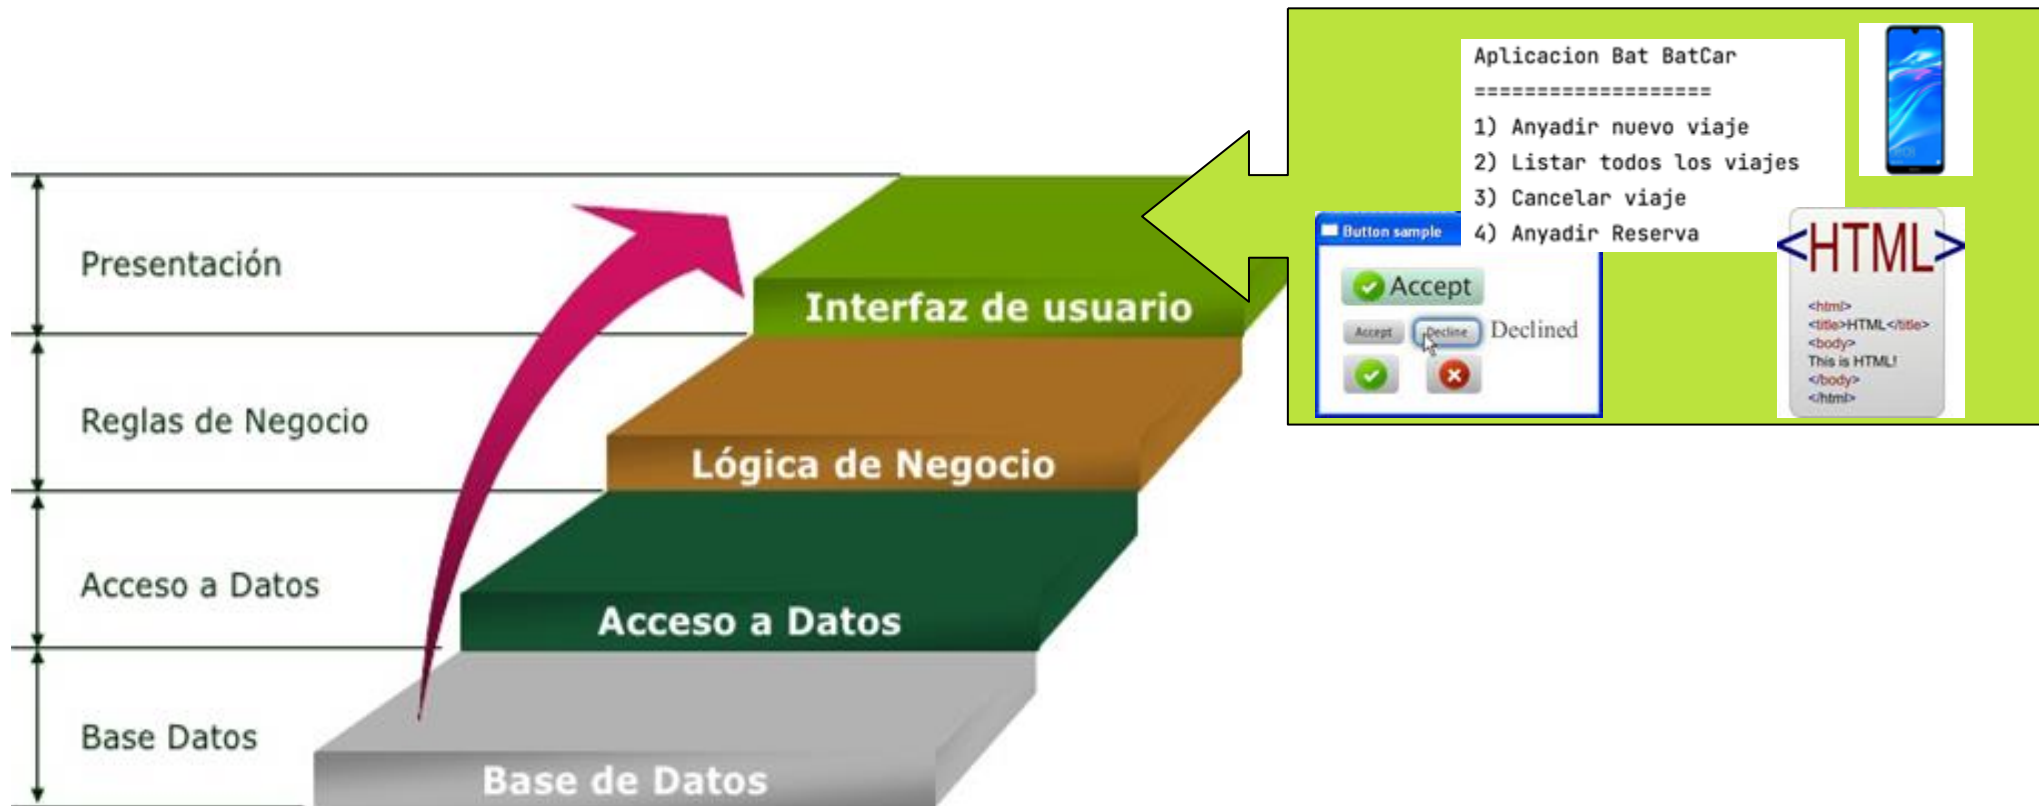 Presentación
Reglas de Negocio
Acceso a Datos
Base Datos
Interfaz de usuario
Lógica de Negocio
Acceso a Datos
Base de Datos
Aplicacion Bat BatCar
===================
1) Anyadir nuevo viaje
2) Listar todos los viajes
3) Cancelar viaje
4) Anyadir Reserva
Button sample
Accept
Accept Decline Declined
<HTML>
<html>
<title>HTML</title>
<body>
This is HTML!
</body>
</html>